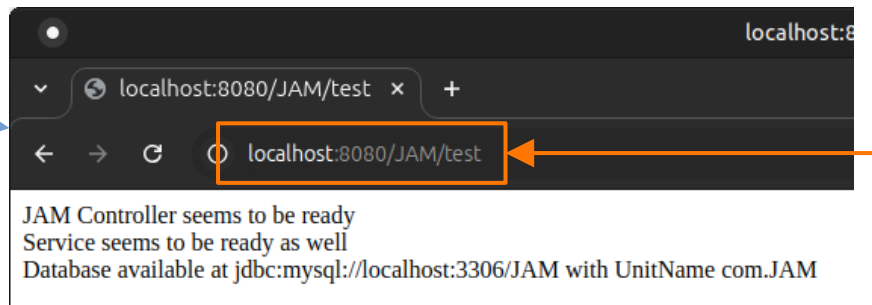 localhost:8
localhost:8080/JAM/test
localhost:8080/JAM/test
JAM Controller seems to be ready
Service seems to be ready as well
Database available at jdbc:mysql://localhost:3306/JAM with UnitName com.JAM